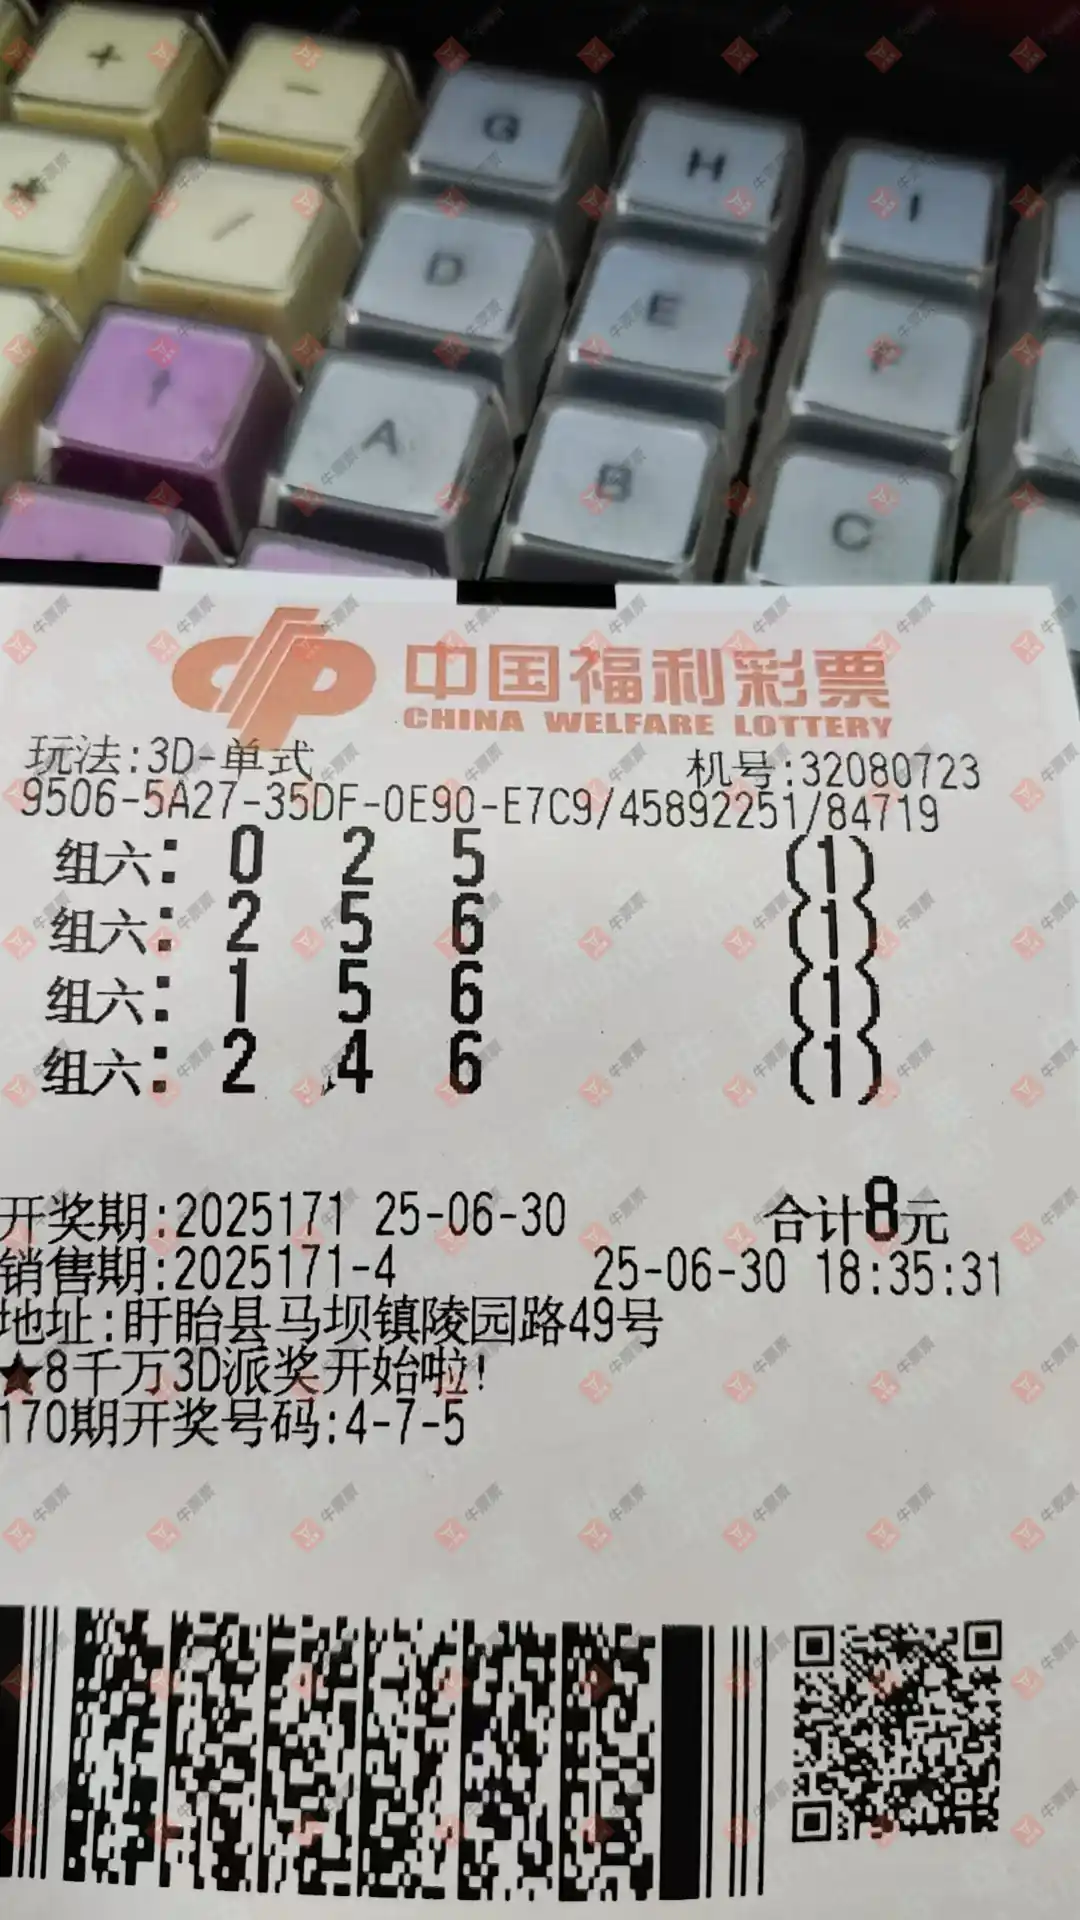 +
-
G
H
I
*
/
D
E
F
↑
A
B
C
中国福利彩票
CHINA WELFARE LOTTERY
玩法:3D-单式 机号:32080723
9506-5A27-35DF-0E90-E7C9/45892251/84719
组六: 0 2 5 (1)
组六: 2 5 6 (1)
组六: 1 5 6 (1)
组六: 2 4 6 (1)
开奖期:2025171 25-06-30 合计8元
销售期:2025171-4 25-06-30 18:35:31
地址:盱眙县马坝镇陵园路49号
★8千万3D派奖开始啦!
170期开奖号码:4-7-5
牛票票